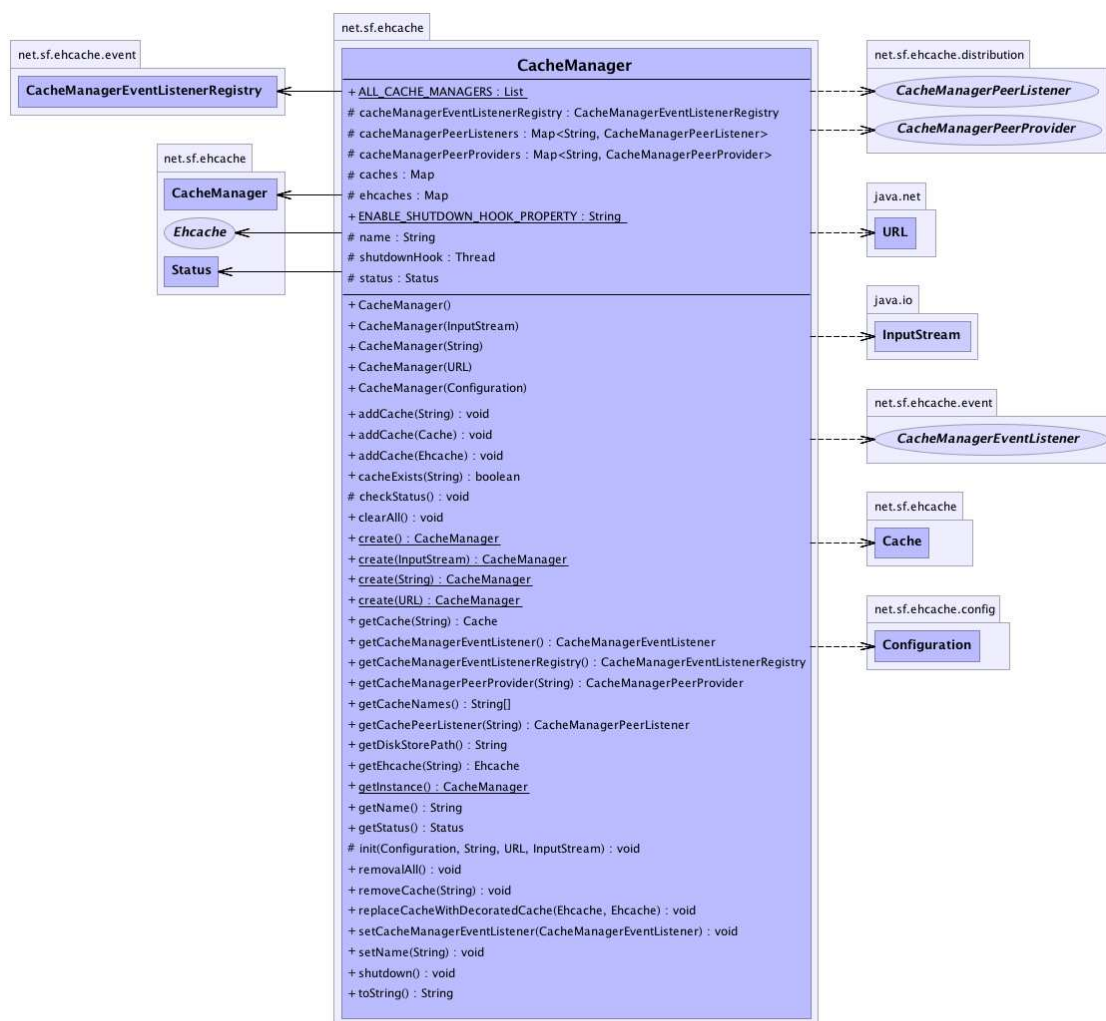 net.sf.ehcache
CacheManager
+ ALL_CACHE_MANAGERS : List
# cacheManagerEventListenerRegistry : CacheManagerEventListenerRegistry
# cacheManagerPeerListeners : Map<String, CacheManagerPeerListener>
# cacheManagerPeerProviders : Map<String, CacheManagerPeerProvider>
# caches : Map
# ehcaches : Map
+ ENABLE_SHUTDOWN_HOOK_PROPERTY : String
# name : String
# shutdownHook : Thread
# status : Status
+ CacheManager()
+ CacheManager(InputStream)
+ CacheManager(String)
+ CacheManager(URL)
+ CacheManager(Configuration)
+ addCache(String) : void
+ addCache(Cache) : void
+ addCache(Ehcache) : void
+ cacheExists(String) : boolean
# checkStatus() : void
+ clearAll() : void
+ create() : CacheManager
+ create(InputStream) : CacheManager
+ create(String) : CacheManager
+ create(URL) : CacheManager
+ getCache(String) : Cache
+ getCacheManagerEventListener() : CacheManagerEventListener
+ getCacheManagerEventListenerRegistry() : CacheManagerEventListenerRegistry
+ getCacheManagerPeerProvider(String) : CacheManagerPeerProvider
+ getCacheNames() : String[]
+ getCachePeerListener(String) : CacheManagerPeerListener
+ getDiskStorePath() : String
+ getEhcache(String) : Ehcache
+ getInstance() : CacheManager
+ getName() : String
+ getStatus() : Status
# init(Configuration, String, URL, InputStream) : void
+ removalAll() : void
+ removeCache(String) : void
+ replaceCacheWithDecoratedCache(Ehcache, Ehcache) : void
+ setCacheManagerEventListener(CacheManagerEventListener) : void
+ setName(String) : void
+ shutdown() : void
+ toString() : String
net.sf.ehcache.event
CacheManagerEventListenerRegistry
net.sf.ehcache
CacheManager
Ehcache
Status
net.sf.ehcache.distribution
CacheManagerPeerListener
CacheManagerPeerProvider
java.net
URL
java.io
InputStream
net.sf.ehcache.event
CacheManagerEventListener
net.sf.ehcache
Cache
net.sf.ehcache.config
Configuration